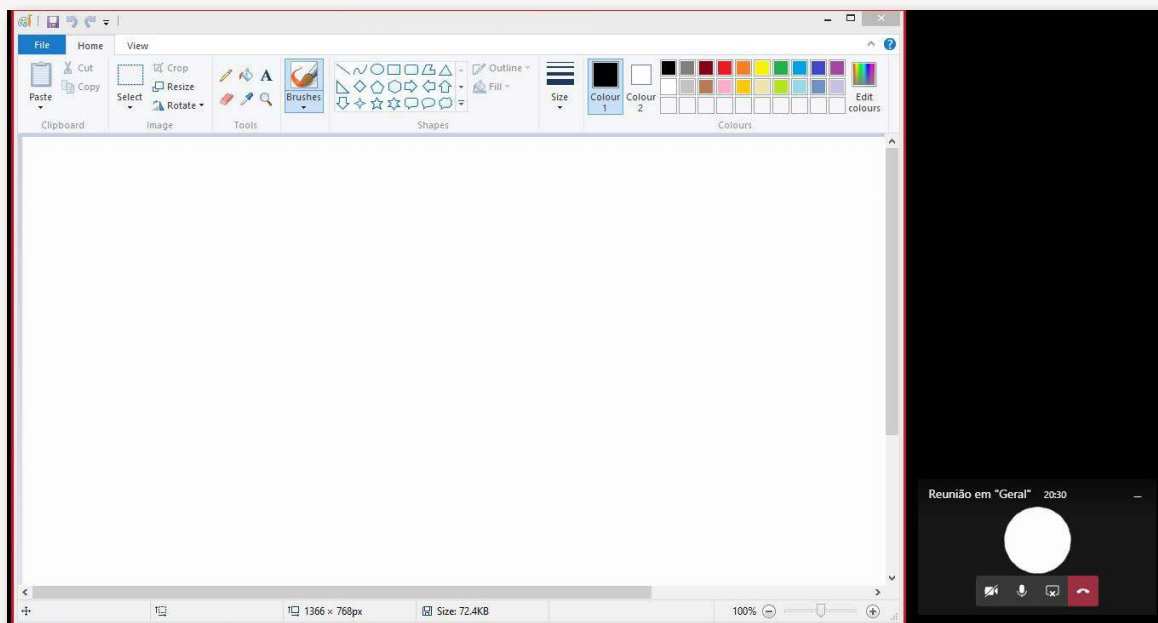 File Home View
Cut
Copy
Paste
Clipboard
Select
Crop
Resize
Rotate
Image
A
Tools
Brushes
Outline
Fill
Shapes
Size
Colour 1
Colour 2
Edit colours
Colours
Reunião em "Geral" 20:30
1366 × 768px
Size: 72.4KB
100%